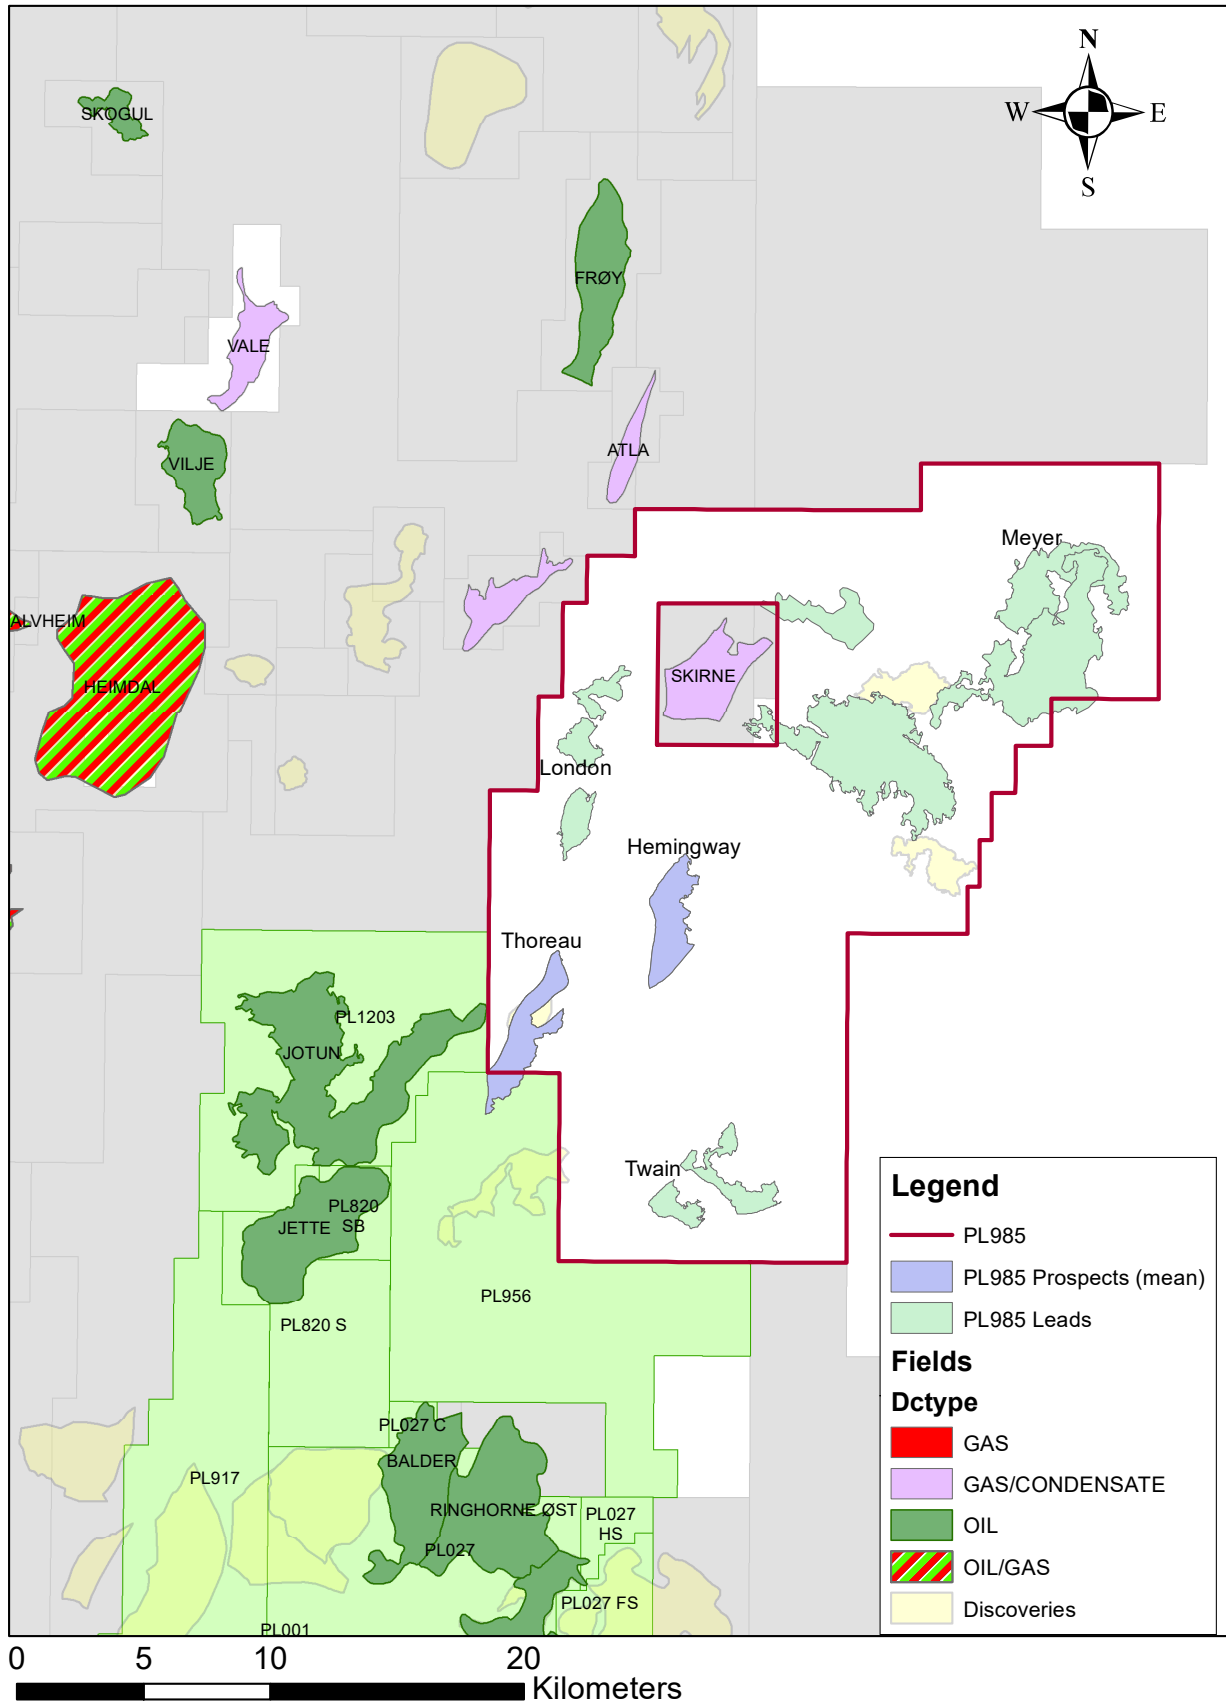 N
W
E
S
SKOGUL
FRØY
VALE
ATLA
VILJE
Meyer
ALVHEIM
SKIRNE
HEIMDAL
London
Hemingway
Thoreau
PL1203
JOTUN
Twain
PL820
SB
JETTE
PL956
PL820 S
PL027 C
BALDER
PL917
RINGHORNE ØST
PL027
HS
PL027
PL027 FS
PL001
Legend
PL985
PL985 Prospects (mean)
PL985 Leads
Fields
Dctype
GAS
GAS/CONDENSATE
OIL
OIL/GAS
Discoveries
0
5
10
20
Kilometers